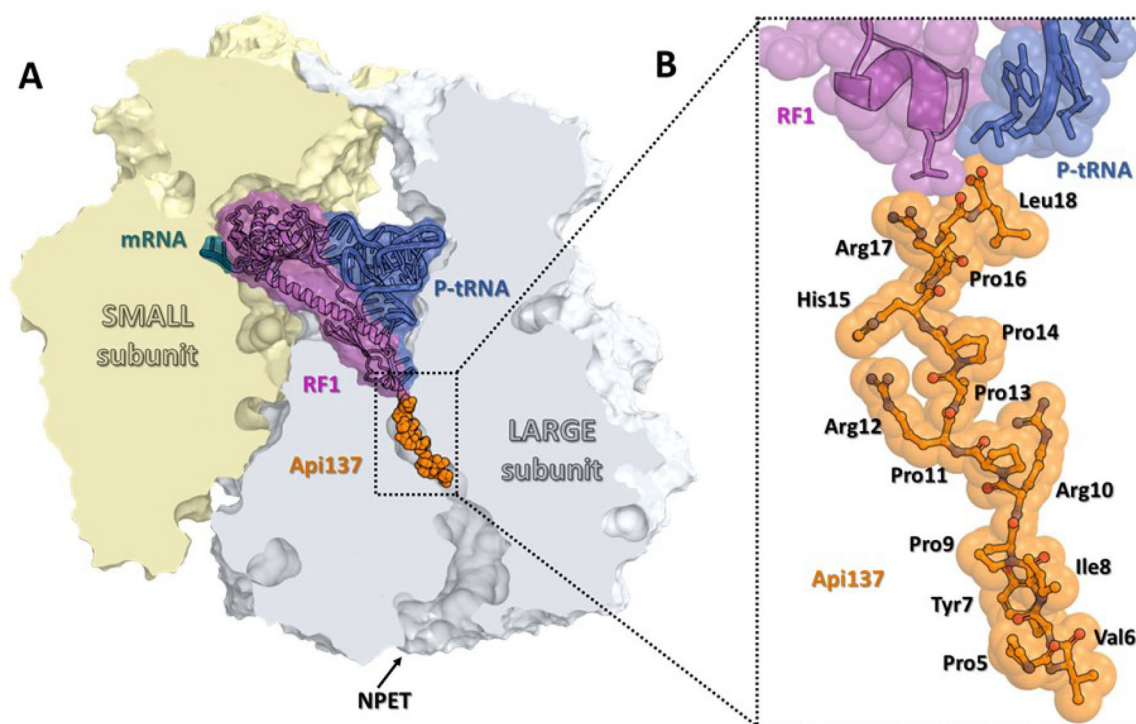 A
mRNA
SMALL
subunit
P-tRNA
RF1
LARGE
subunit
Api137
NPET
B
RF1
P-tRNA
Leu18
Arg17
Pro16
His15
Pro14
Pro13
Arg12
Pro11
Arg10
Pro9
Ile8
Api137
Tyr7
Val6
Pro5